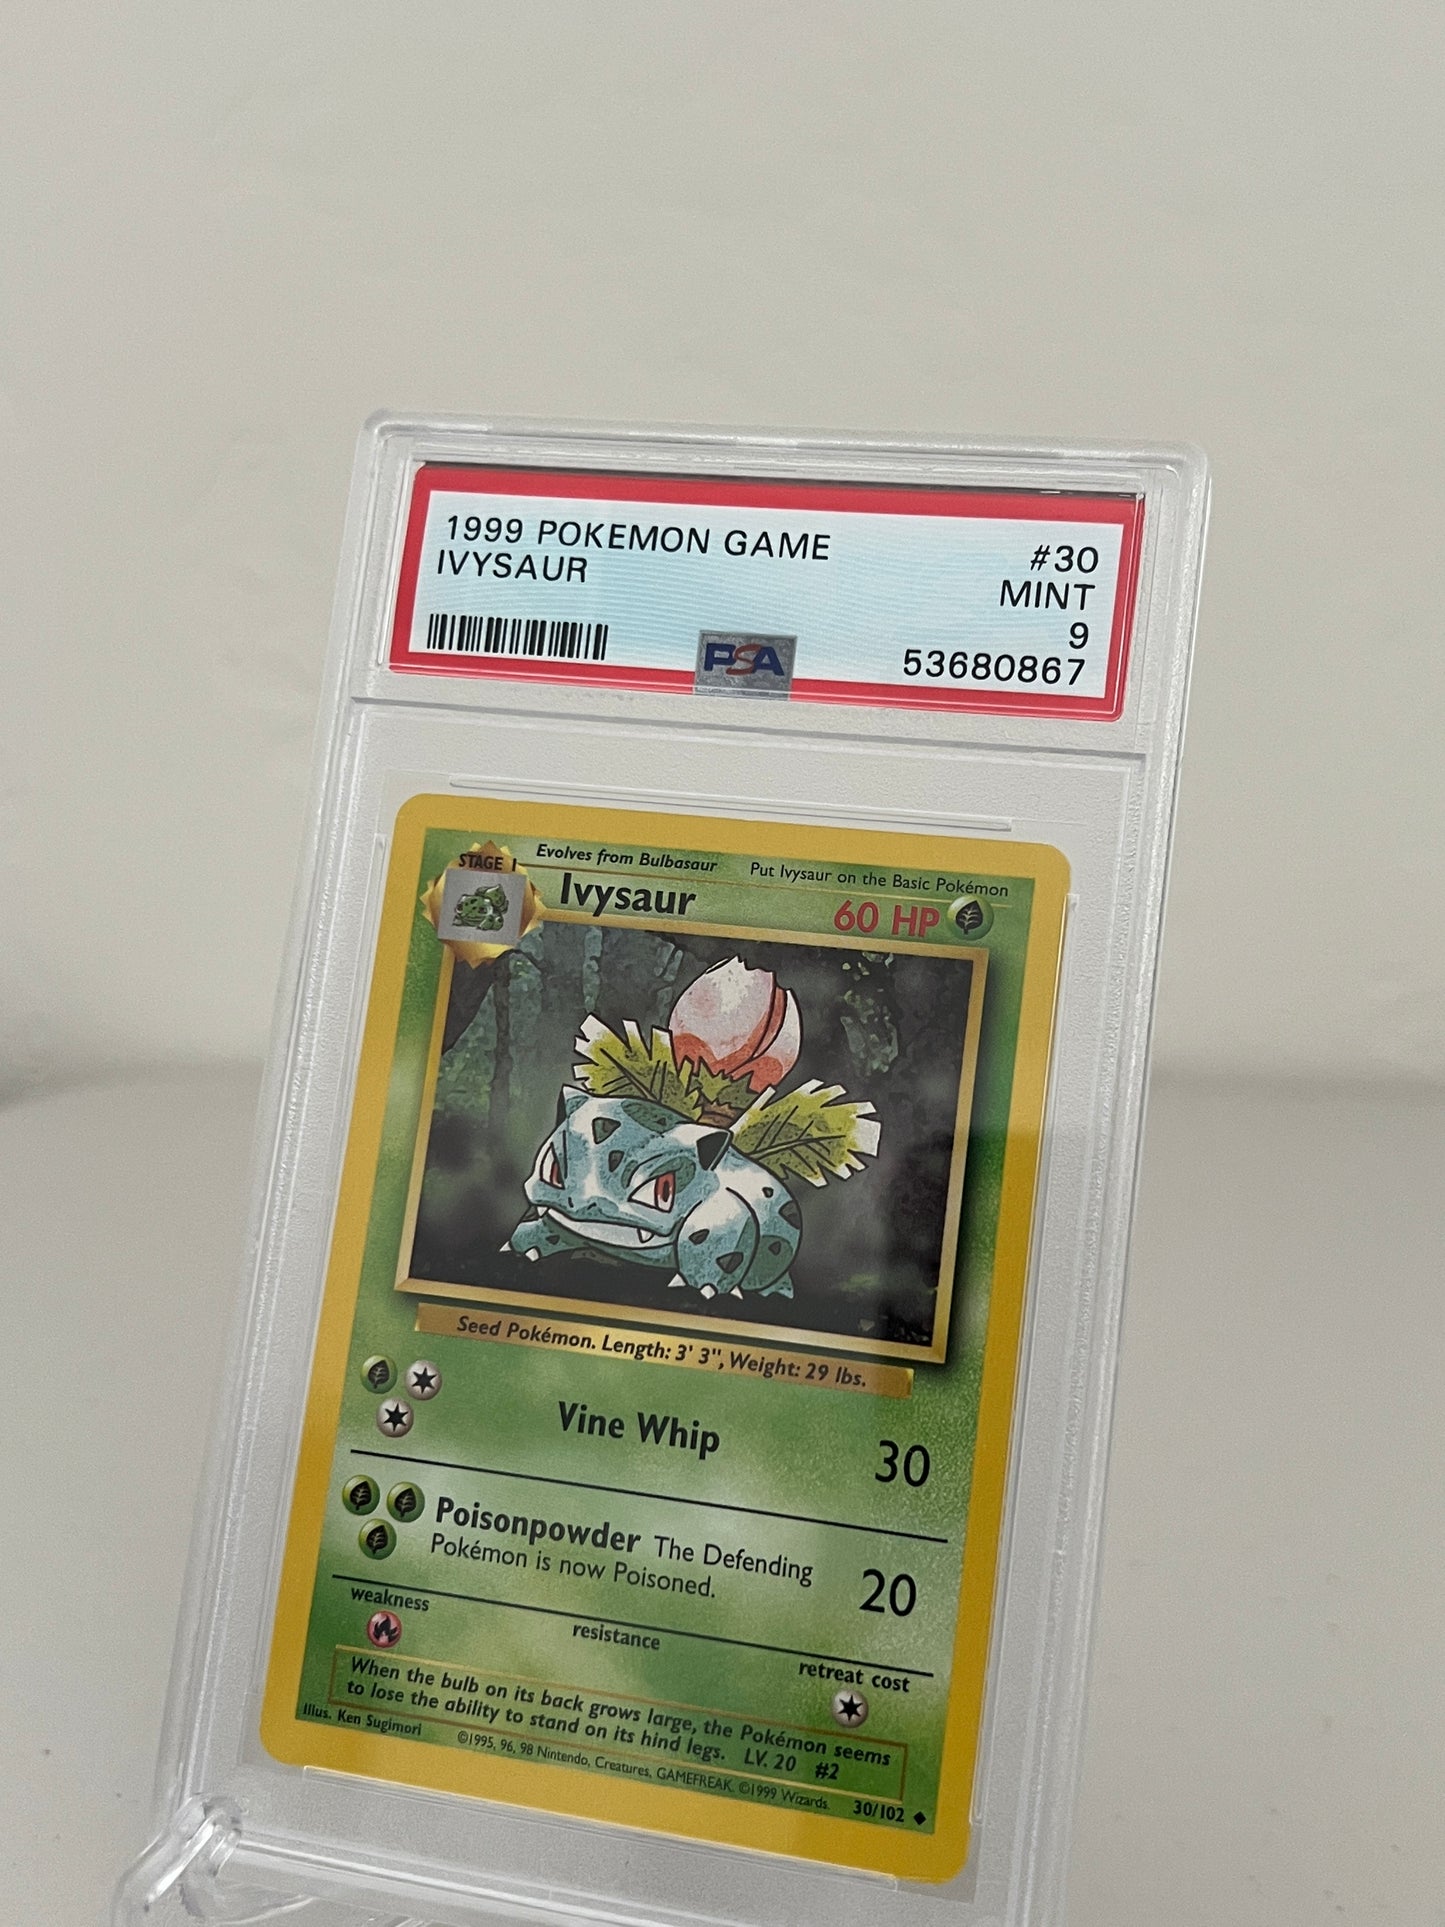 1999 POKEMON GAME #30
IVYSAUR MINT
9
PSA 53680867
STAGE 1 Evolves from Bulbasaur Put Ivysaur on the Basic Pokémon
Ivysaur 60 HP
Seed Pokémon. Length: 3' 3", Weight: 29 lbs.
Vine Whip 30
Poisonpowder The Defending
Pokémon is now Poisoned. 20
weakness resistance retreat cost
When the bulb on its back grows large, the Pokémon seems
to lose the ability to stand on its hind legs. LV. 20 #2
Illus. Ken Sugimori ©1995, 96, 98 Nintendo, Creatures, GAMEFREAK. ©1999 Wizards. 30/102